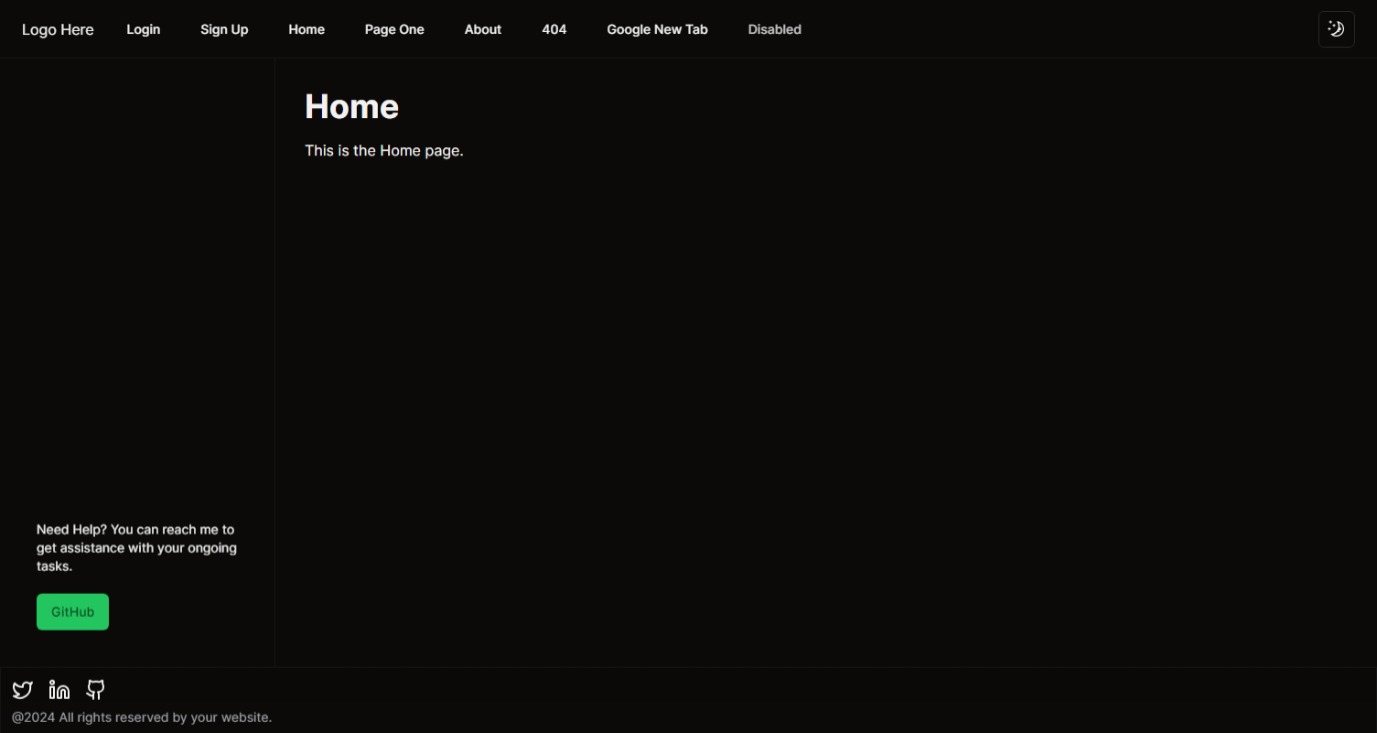 Logo Here Login Sign Up Home Page One About 404 Google New Tab Disabled
Home
This is the Home page.
Need Help? You can reach me to
get assistance with your ongoing
tasks.
GitHub
@2024 All rights reserved by your website.